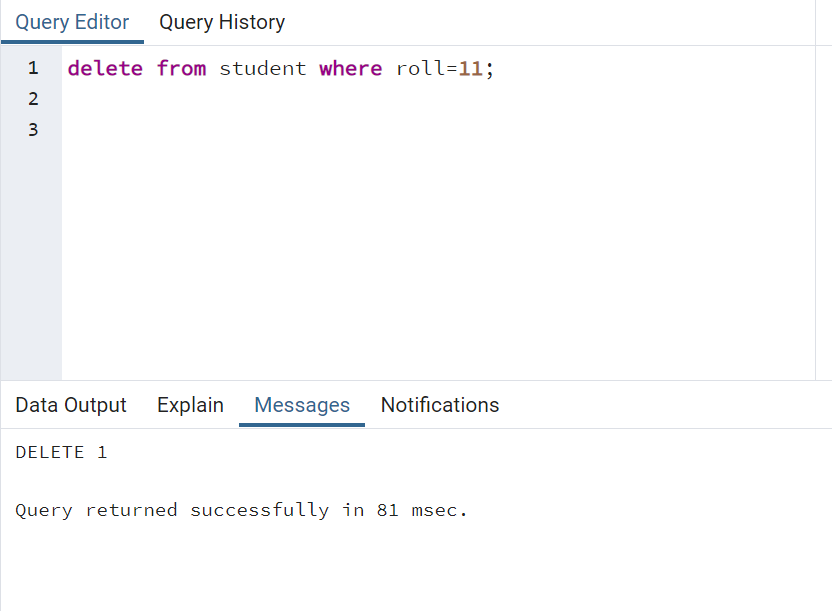 Query Editor Query History
1 delete from student where roll=11;
2
3
Data Output Explain Messages Notifications
DELETE 1
Query returned successfully in 81 msec.